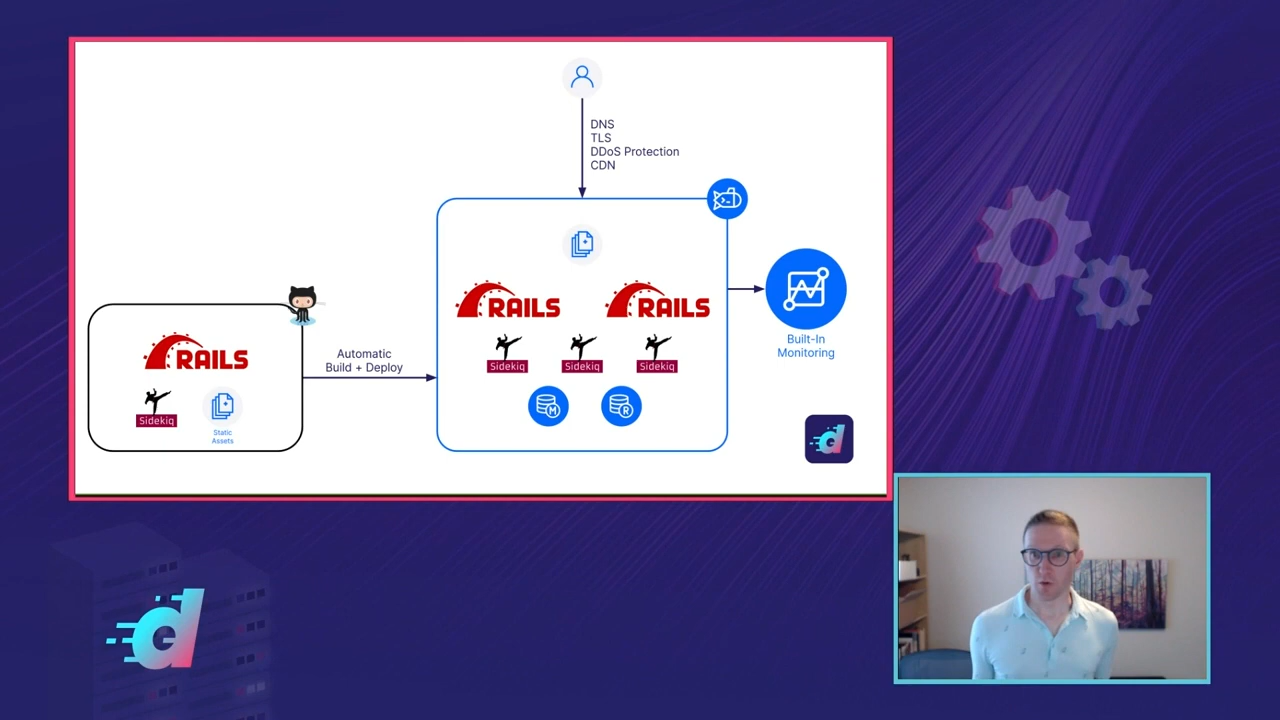 DNS
TLS
DDoS Protection
CDN
RAILS
RAILS
Sidekiq
Sidekiq
Sidekiq
M
R
Built-In
Monitoring
Automatic
Build + Deploy
RAILS
Sidekiq
Static
Assets
d
d